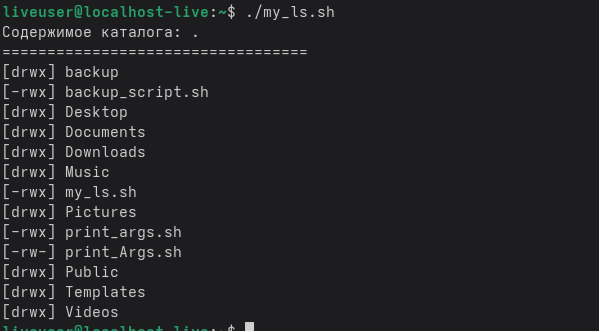 liveuser@localhost-live:~$ ./my_ls.sh
Содержимое каталога: .
==================================
[drwx] backup
[-rwx] backup_script.sh
[drwx] Desktop
[drwx] Documents
[drwx] Downloads
[drwx] Music
[-rwx] my_ls.sh
[drwx] Pictures
[-rwx] print_args.sh
[-rw-] print_Args.sh
[drwx] Public
[drwx] Templates
[drwx] Videos
liveuser@localhost-live:~$